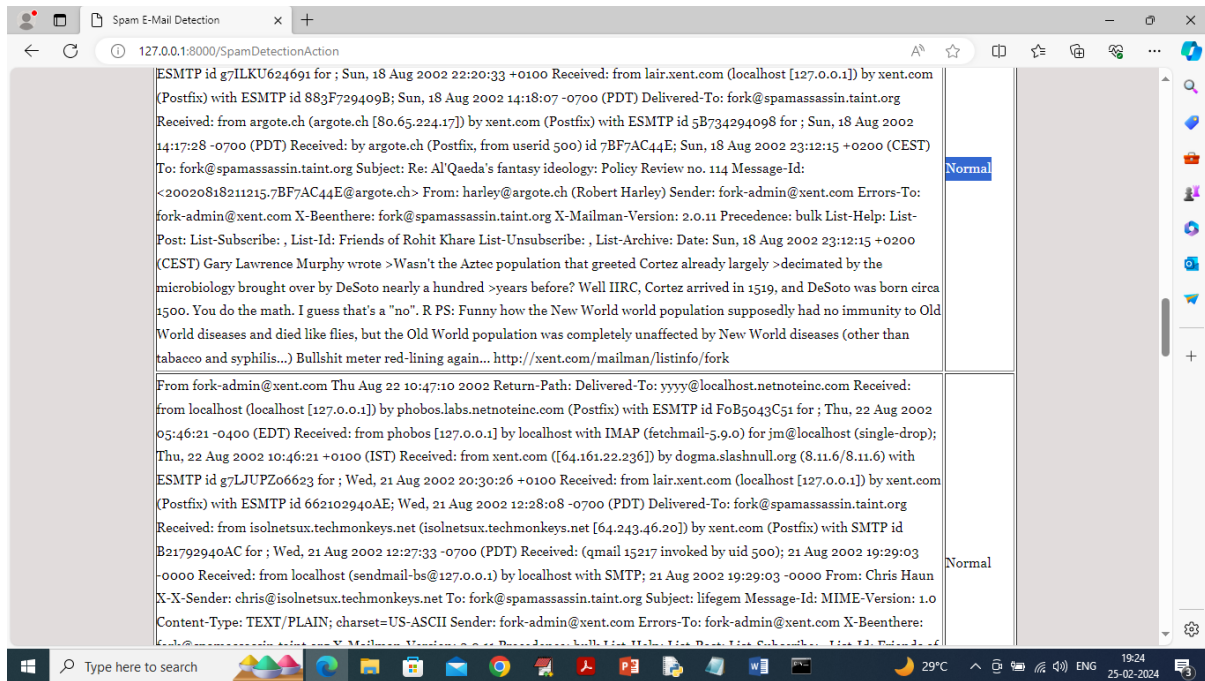 Spam E-Mail Detection
127.0.0.1:8000/SpamDetectionAction
ESMTP id g7ILKU624691 for ; Sun, 18 Aug 2002 22:20:33 +0100 Received: from lair.xent.com (localhost [127.0.0.1]) by xent.com
(Postfix) with ESMTP id 883F729409B; Sun, 18 Aug 2002 14:18:07 -0700 (PDT) Delivered-To: fork@spamassassin.taint.org
Received: from argote.ch (argote.ch [80.65.224.17]) by xent.com (Postfix) with ESMTP id 5B734294098 for ; Sun, 18 Aug 2002
14:17:28 -0700 (PDT) Received: by argote.ch (Postfix, from userid 500) id 7BF7AC44E; Sun, 18 Aug 2002 23:12:15 +0200 (CEST)
To: fork@spamassassin.taint.org Subject: Re: Al'Qaeda's fantasy ideology: Policy Review no. 114 Message-Id:
Normal
<20020818211215.7BF7AC44E@argote.ch> From: harley@argote.ch (Robert Harley) Sender: fork-admin@xent.com Errors-To:
fork-admin@xent.com X-Beenthere: fork@spamassassin.taint.org X-Mailman-Version: 2.0.11 Precedence: bulk List-Help: List-
Post: List-Subscribe: , List-Id: Friends of Rohit Khare List-Unsubscribe: , List-Archive: Date: Sun, 18 Aug 2002 23:12:15 +0200
(CEST) Gary Lawrence Murphy wrote >Wasn't the Aztec population that greeted Cortez already largely >decimated by the
microbiology brought over by DeSoto nearly a hundred >years before? Well IIRC, Cortez arrived in 1519, and DeSoto was born circa
1500. You do the math. I guess that's a "no". R PS: Funny how the New World world population supposedly had no immunity to Old
World diseases and died like flies, but the Old World population was completely unaffected by New World diseases (other than
tabacco and syphilis...) Bullshit meter red-lining again... http://xent.com/mailman/listinfo/fork
From fork-admin@xent.com Thu Aug 22 10:47:10 2002 Return-Path: Delivered-To: yyyy@localhost.netnoteinc.com Received:
from localhost (localhost [127.0.0.1]) by phobos.labs.netnoteinc.com (Postfix) with ESMTP id F0B5043C51 for ; Thu, 22 Aug 2002
05:46:21 -0400 (EDT) Received: from phobos [127.0.0.1] by localhost with IMAP (fetchmail-5.9.0) for jm@localhost (single-drop);
Thu, 22 Aug 2002 10:46:21 +0100 (IST) Received: from xent.com ([64.161.22.236]) by dogma.slashnull.org (8.11.6/8.11.6) with
ESMTP id g7LJUPZ06623 for ; Wed, 21 Aug 2002 20:30:26 +0100 Received: from lair.xent.com (localhost [127.0.0.1]) by xent.com
(Postfix) with ESMTP id 662102940AE; Wed, 21 Aug 2002 12:28:08 -0700 (PDT) Delivered-To: fork@spamassassin.taint.org
Received: from isolnetsux.techmonkeys.net (isolnetsux.techmonkeys.net [64.243.46.20]) by xent.com (Postfix) with SMTP id
B21792940AC for ; Wed, 21 Aug 2002 12:27:33 -0700 (PDT) Received: (qmail 15217 invoked by uid 500); 21 Aug 2002 19:29:03
-0000 Received: from localhost (sendmail-bs@127.0.0.1) by localhost with SMTP; 21 Aug 2002 19:29:03 -0000 From: Chris Haun
Normal
X-X-Sender: chris@isolnetsux.techmonkeys.net To: fork@spamassassin.taint.org Subject: lifegem Message-Id: MIME-Version: 1.0
Content-Type: TEXT/PLAIN; charset=US-ASCII Sender: fork-admin@xent.com Errors-To: fork-admin@xent.com X-Beenthere:
fork@spamassassin.taint.org X-Mailman-Version: 2.0.11 Precedence: bulk List-Help: List-Post: List-Subscribe: , List-Id: Friends of
Type here to search
29°C
ENG
19:24
25-02-2024